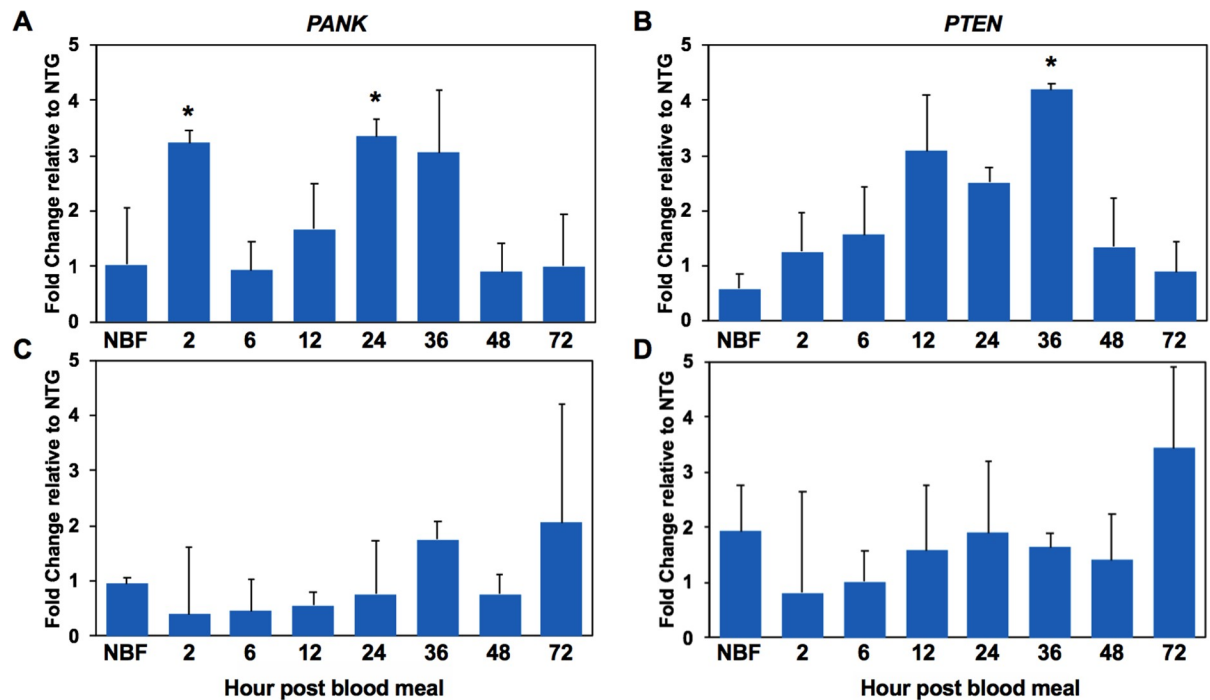 A
PANK
Fold Change relative to NTG
5
4
3
2
1
0
*
*
NBF 2 6 12 24 36 48 72
B
PTEN
Fold Change relative to NTG
5
4
3
2
1
0
*
NBF 2 6 12 24 36 48 72
C
Fold Change relative to NTG
5
4
3
2
1
0
NBF 2 6 12 24 36 48 72
Hour post blood meal
D
Fold Change relative to NTG
5
4
3
2
1
0
NBF 2 6 12 24 36 48 72
Hour post blood meal